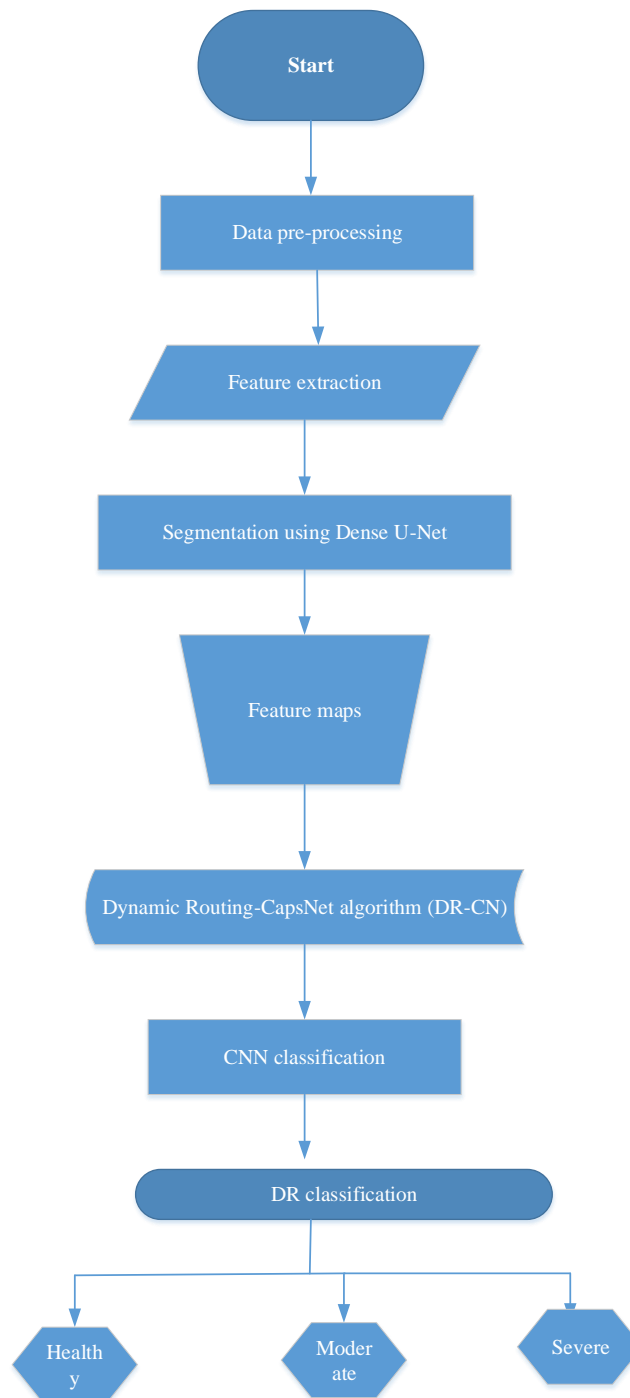 Start
Data pre-processing
Feature extraction
Segmentation using Dense U-Net
Feature maps
Dynamic Routing-CapsNet algorithm (DR-CN)
CNN classification
DR classification
Health
y
Moder
ate
Severe